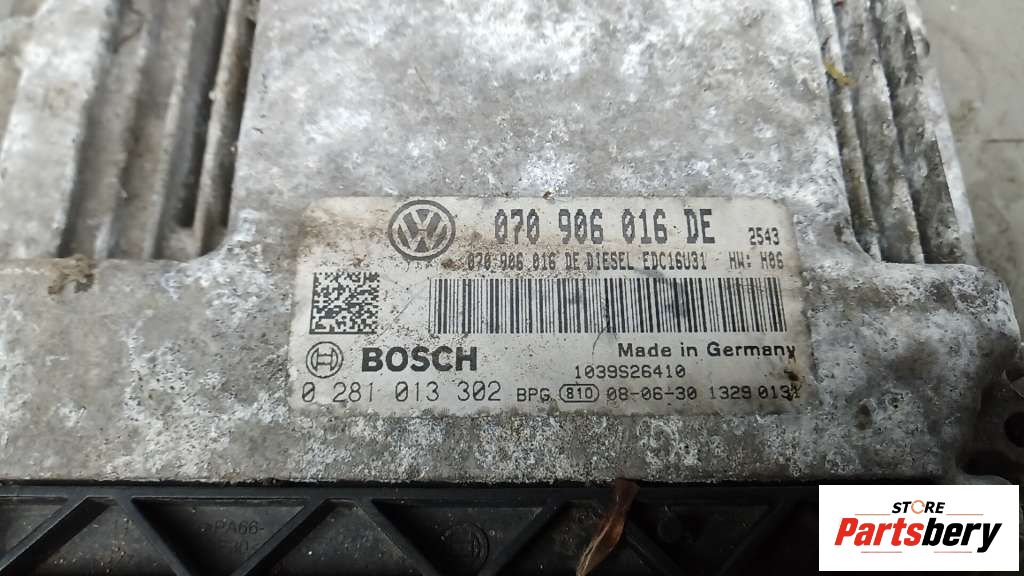 070 906 016 DE 2543
070 906 016 DE DIESEL EDC16U31 HW: H06
BOSCH Made in Germany
1039S26410
0 281 013 302 BPG 810 08-06-30 1329 0131
PA66-
STORE
Partsbery